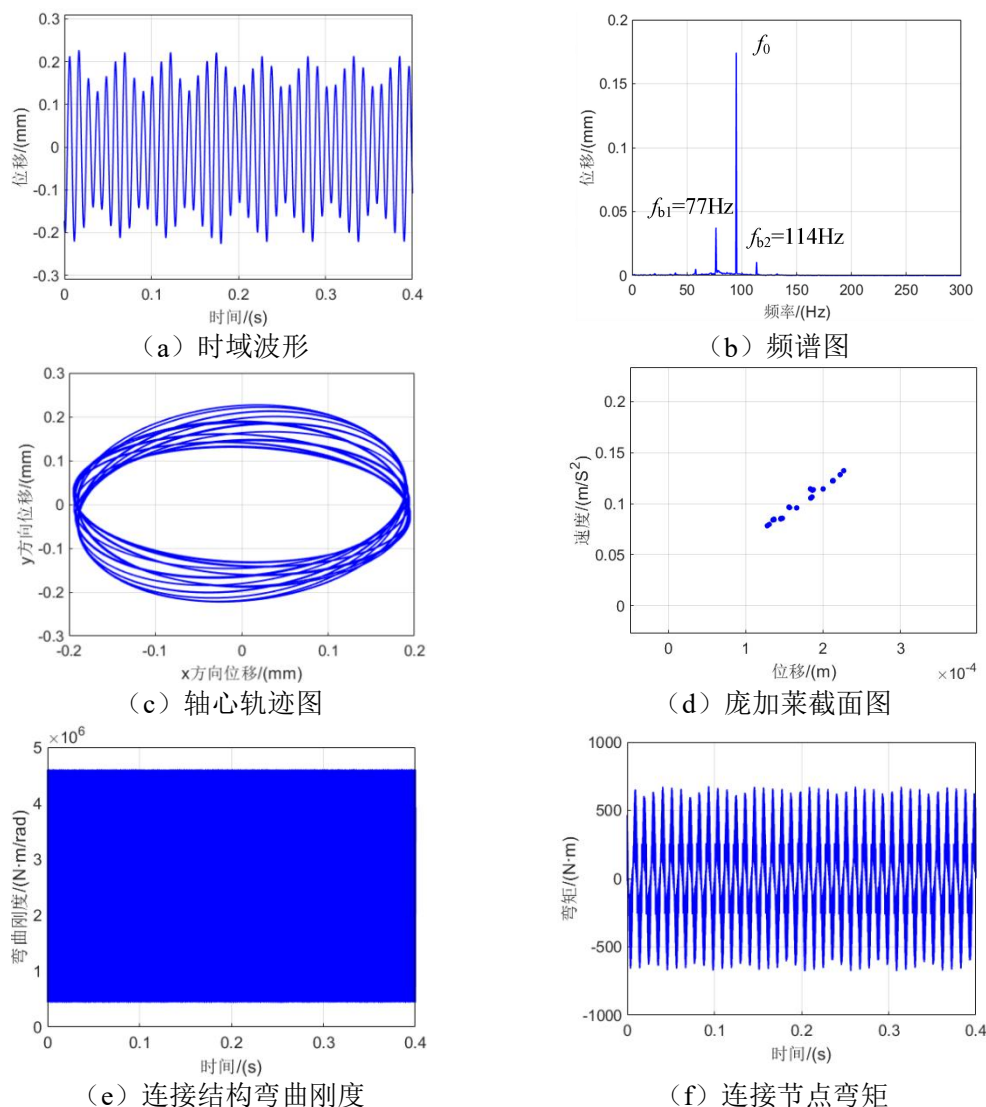 0.3
0.2
0.1
0
-0.1
-0.2
-0.3
位移/(mm)
0 0.1 0.2 0.3 0.4
时间/(s)
（a）时域波形
0.2
0.15
0.1
0.05
0
位移/(mm)
f0
fb1=77Hz
fb2=114Hz
0 50 100 150 200 250 300
频率/(Hz)
（b）频谱图
0.3
0.2
0.1
0
-0.1
-0.2
-0.3
y方向位移/(mm)
-0.2 -0.1 0 0.1 0.2
x方向位移/(mm)
（c）轴心轨迹图
0.2
0.15
0.1
0.05
0
速度/(m/S²)
0 1 2 3
位移/(m)
×10⁻⁴
（d）庞加莱截面图
×10⁶
5
4
3
2
1
0
弯曲刚度/(N·m/rad)
0 0.1 0.2 0.3 0.4
时间/(s)
（e）连接结构弯曲刚度
1000
500
0
-500
-1000
弯矩/(N·m)
0 0.1 0.2 0.3 0.4
时间/(s)
（f）连接节点弯矩